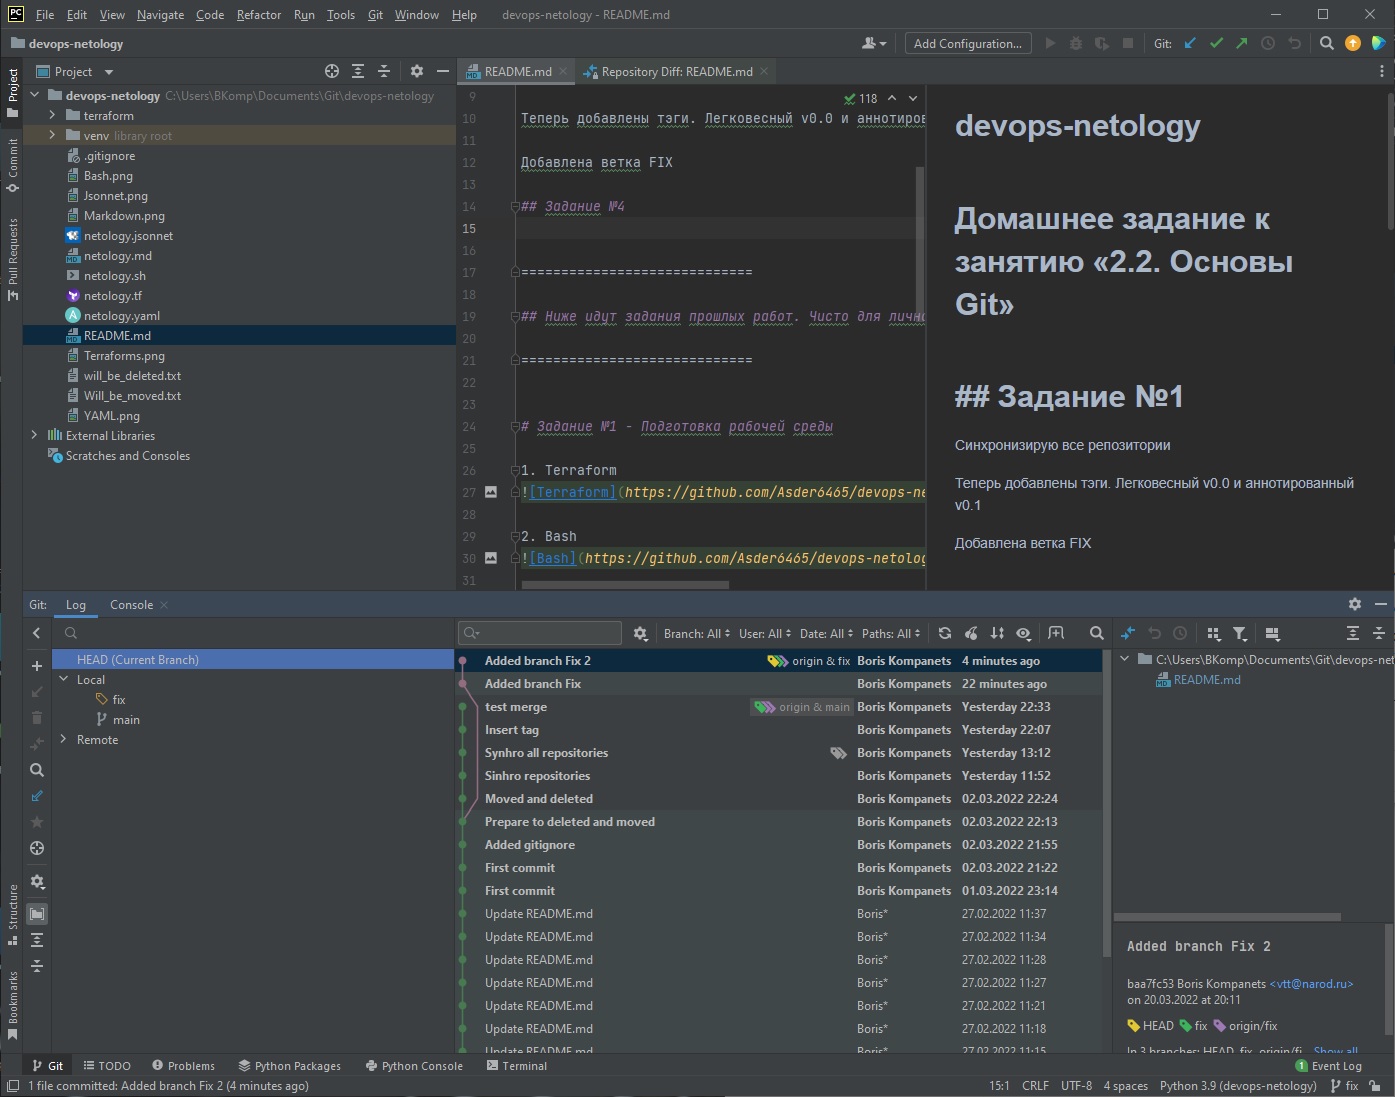 PC File Edit View Navigate Code Refactor Run Tools Git Window Help devops-netology - README.md
devops-netology Add Configuration... Git:
Project
README.md Repository Diff: README.md
Project
Commit
Pull Requests
Structure
Bookmarks
devops-netology C:\Users\BKomp\Documents\Git\devops-netology
terraform
venv library root
.gitignore
Bash.png
Jsonnet.png
Markdown.png
netology.jsonnet
netology.md
netology.sh
netology.tf
netology.yaml
README.md
Terraforms.png
will_be_deleted.txt
Will_be_moved.txt
YAML.png
External Libraries
Scratches and Consoles
118
9
10 Теперь добавлены тэги. Легковесный v0.0 и аннотиров
11
12 Добавлена ветка FIX
13
14 ## Задание №4
15
16
17 =============================
18
19 ## Ниже идут задания прошлых работ. Чисто для лично
20
21 =============================
22
23
24 # Задание №1 - Подготовка рабочей среды
25
26 1. Terraform
27 ![Terraform](https://github.com/Asder6465/devops-ne
28
29 2. Bash
30 ![Bash](https://github.com/Asder6465/devops-netolog
31
devops-netology
Домашнее задание к
занятию «2.2. Основы
Git»
## Задание №1
Синхронизирую все репозитории
Теперь добавлены тэги. Легковесный v0.0 и аннотированный
v0.1
Добавлена ветка FIX
Git: Log Console
HEAD (Current Branch)
Local
fix
main
Remote
Branch: All User: All Date: All Paths: All
Added branch Fix 2 origin & fix Boris Kompanets 4 minutes ago
Added branch Fix Boris Kompanets 22 minutes ago
test merge origin & main Boris Kompanets Yesterday 22:33
Insert tag Boris Kompanets Yesterday 22:07
Synhro all repositories Boris Kompanets Yesterday 13:12
Sinhro repositories Boris Kompanets Yesterday 11:52
Moved and deleted Boris Kompanets 02.03.2022 22:24
Prepare to deleted and moved Boris Kompanets 02.03.2022 22:13
Added gitignore Boris Kompanets 02.03.2022 21:55
First commit Boris Kompanets 02.03.2022 21:22
First commit Boris Kompanets 01.03.2022 23:14
Update README.md Boris* 27.02.2022 11:37
Update README.md Boris* 27.02.2022 11:34
Update README.md Boris* 27.02.2022 11:28
Update README.md Boris* 27.02.2022 11:27
Update README.md Boris* 27.02.2022 11:21
Update README.md Boris* 27.02.2022 11:18
Update README.md Boris* 27.02.2022 11:15
C:\Users\BKomp\Documents\Git\devops-net
README.md
Added branch Fix 2
baa7fc53 Boris Kompanets <vtt@narod.ru>
on 20.03.2022 at 20:11
HEAD fix origin/fix
In 3 branches: HEAD, fix, origin/fi... Show all
Git TODO Problems Python Packages Python Console Terminal 1 Event Log
1 file committed: Added branch Fix 2 (4 minutes ago) 15:1 CRLF UTF-8 4 spaces Python 3.9 (devops-netology) fix